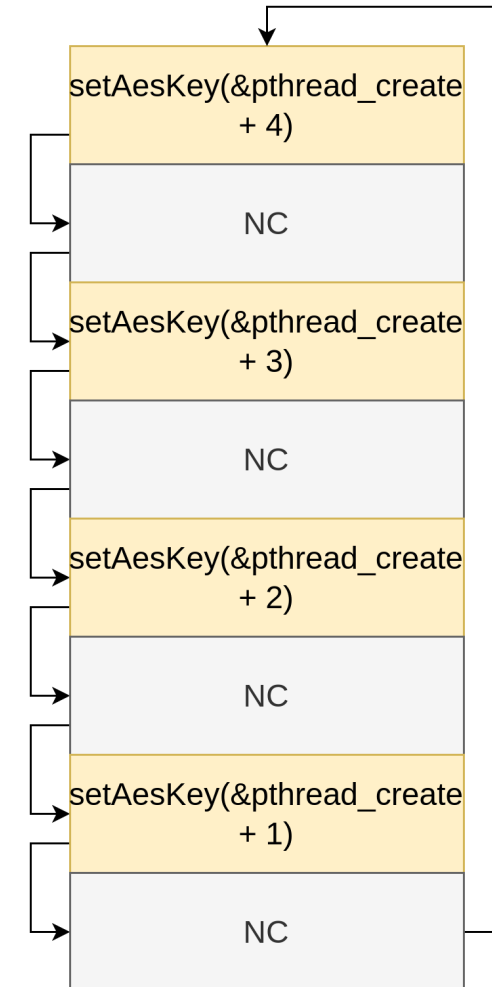 setAesKey(&pthread_create
+ 4)
NC
setAesKey(&pthread_create
+ 3)
NC
setAesKey(&pthread_create
+ 2)
NC
setAesKey(&pthread_create
+ 1)
NC